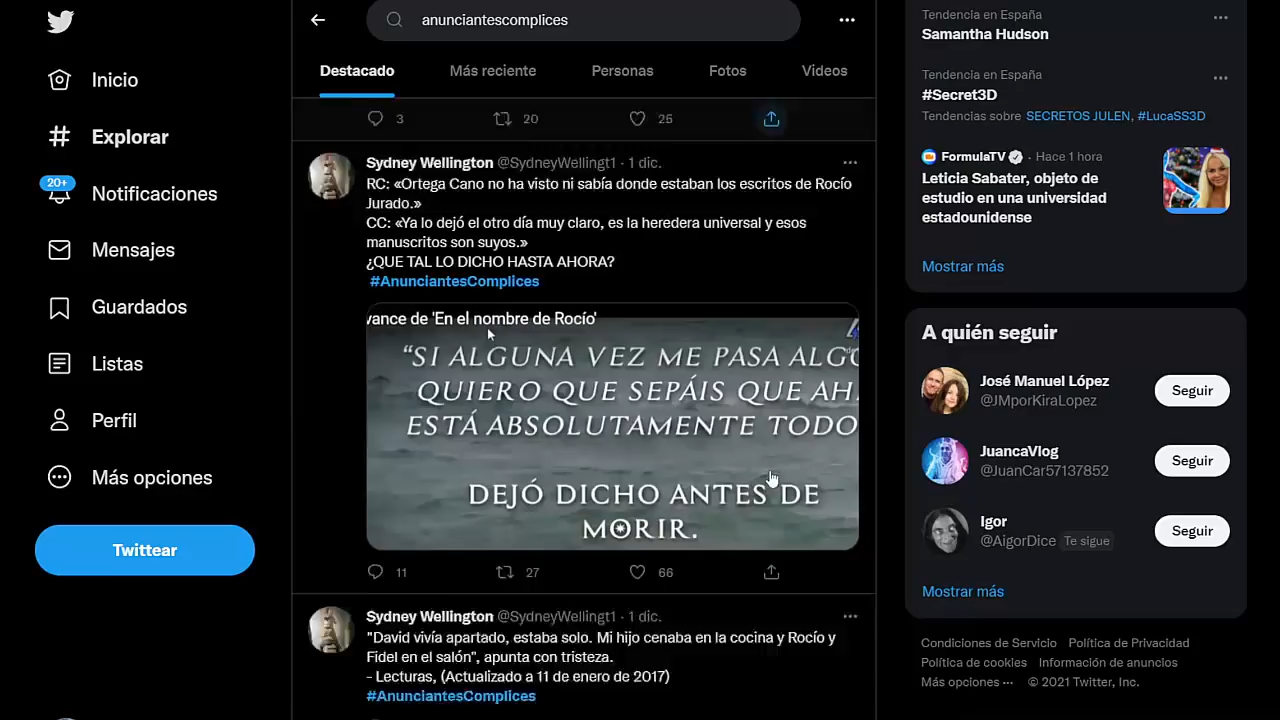 anunciantescomplices
Destacado
Más reciente
Personas
Fotos
Videos
Inicio
Explorar
20+
Notificaciones
Mensajes
Guardados
Listas
Perfil
Más opciones
Twittear
3
20
25
Sydney Wellington @SydneyWellingt1 · 1 dic.
RC: «Ortega Cano no ha visto ni sabía donde estaban los escritos de Rocío
Jurado.»
CC: «Ya lo dejó el otro día muy claro, es la heredera universal y esos
manuscritos son suyos.»
¿QUE TAL LO DICHO HASTA AHORA?
#AnunciantesComplices
vance de 'En el nombre de Rocío'
“SI ALGUNA VEZ ME PASA ALGO
QUIERO QUE SEPÁIS QUE AH
ESTÁ ABSOLUTAMENTE TODO
DEJÓ DICHO ANTES DE
MORIR.
11
27
66
Sydney Wellington @SydneyWellingt1 · 1 dic.
"David vivía apartado, estaba solo. Mi hijo cenaba en la cocina y Rocío y
Fidel en el salón", apunta con tristeza.
- Lecturas, (Actualizado a 11 de enero de 2017)
#AnunciantesComplices
Tendencia en España
Samantha Hudson
Tendencia en España
#Secret3D
Tendencias sobre SECRETOS JULEN, #LucaSS3D
FormulaTV · Hace 1 hora
Leticia Sabater, objeto de
estudio en una universidad
estadounidense
Mostrar más
A quién seguir
José Manuel López
@JMporKiraLopez
Seguir
JuancaVlog
@JuanCar57137852
Seguir
Igor
@AigorDice Te sigue
Seguir
Mostrar más
Condiciones de Servicio Política de Privacidad
Política de cookies Información de anuncios
Más opciones ··· © 2021 Twitter, Inc.